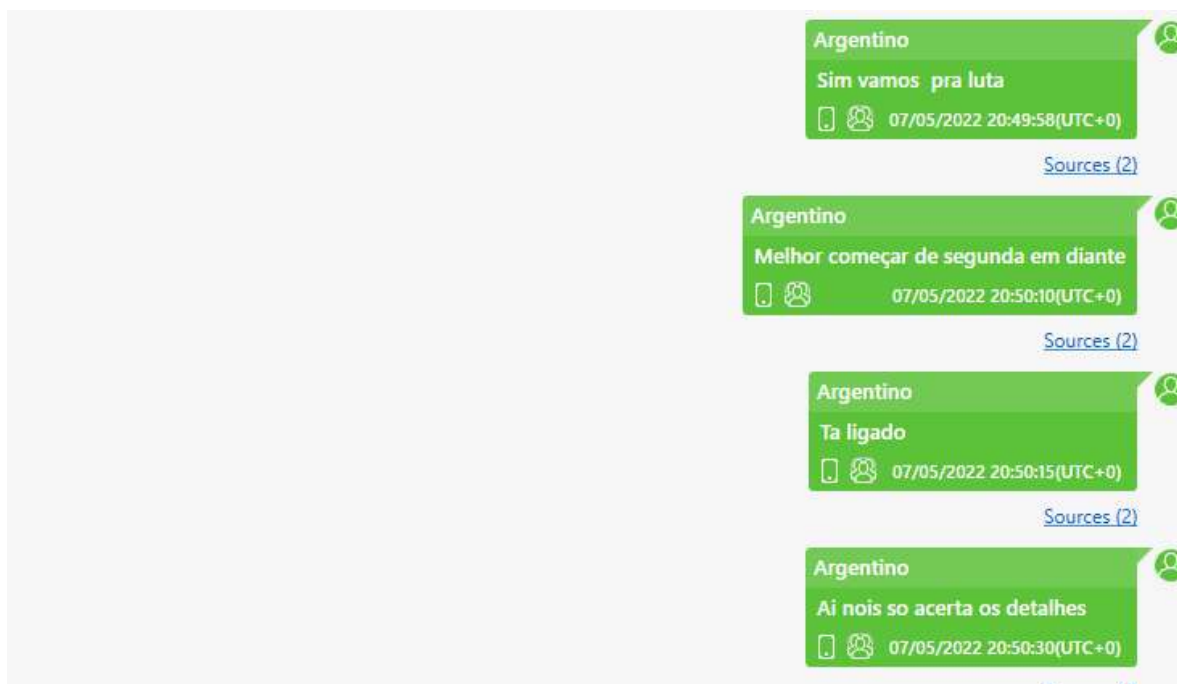 Argentino
Sim vamos  pra luta
07/05/2022 20:49:58(UTC+0)
Sources (2)
Argentino
Melhor começar de segunda em diante
07/05/2022 20:50:10(UTC+0)
Sources (2)
Argentino
Ta ligado
07/05/2022 20:50:15(UTC+0)
Sources (2)
Argentino
Ai nois so acerta os detalhes
07/05/2022 20:50:30(UTC+0)